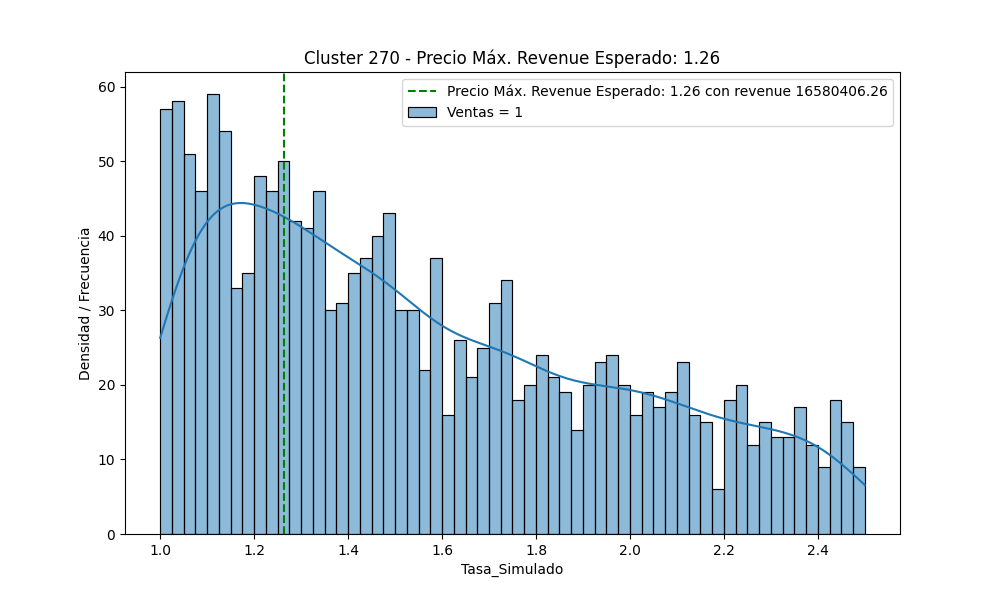 Cluster 270 - Precio Máx. Revenue Esperado: 1.26
Precio Máx. Revenue Esperado: 1.26 con revenue 16580406.26
Ventas = 1
Densidad / Frecuencia
60
50
40
30
20
10
0
1.0 1.2 1.4 1.6 1.8 2.0 2.2 2.4
Tasa_Simulado